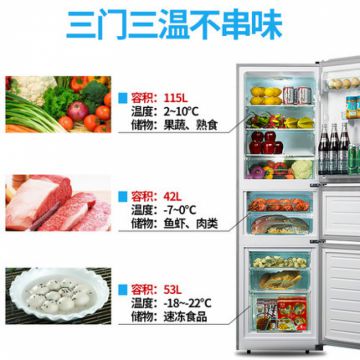 三门三温不串味
容积：115L
温度：2~10℃
储物：果蔬、熟食
容积：42L
温度：-7~0℃
储物：鱼虾、肉类
容积：53L
温度：-18~-22℃
储物：速冻食品